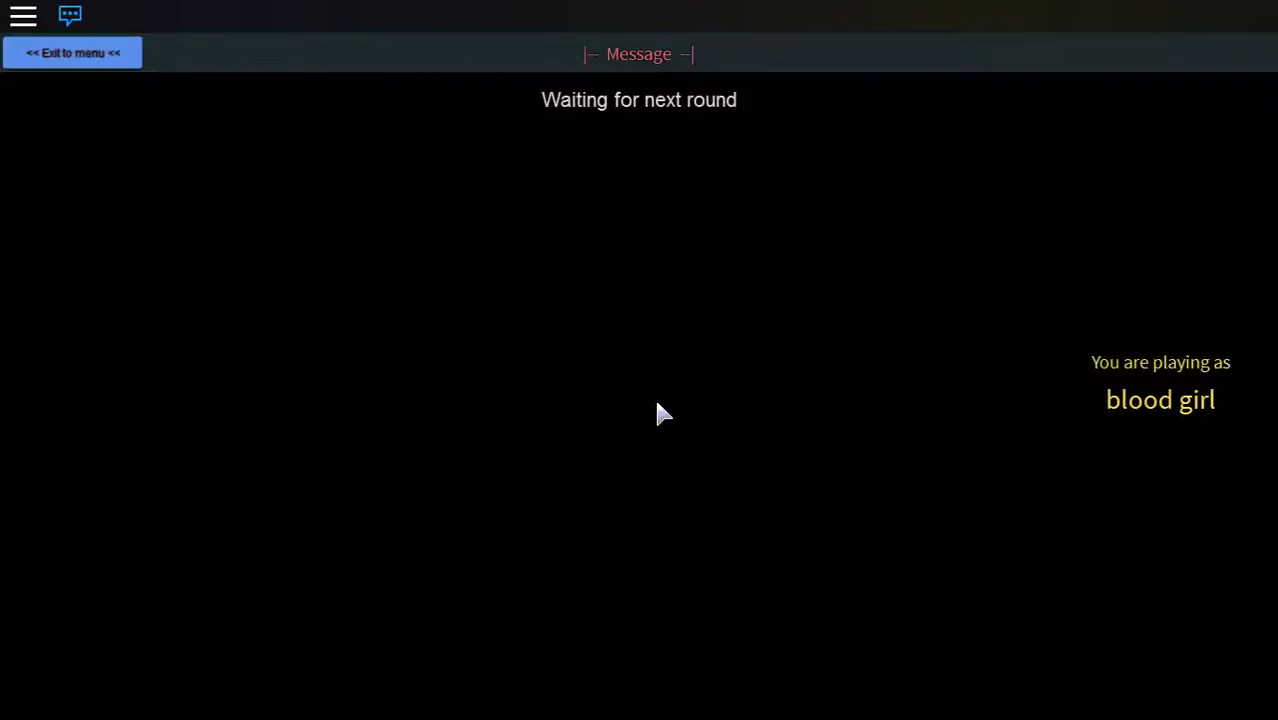 << Exit to menu <<
|-- Message --|
Waiting for next round
You are playing as
blood girl